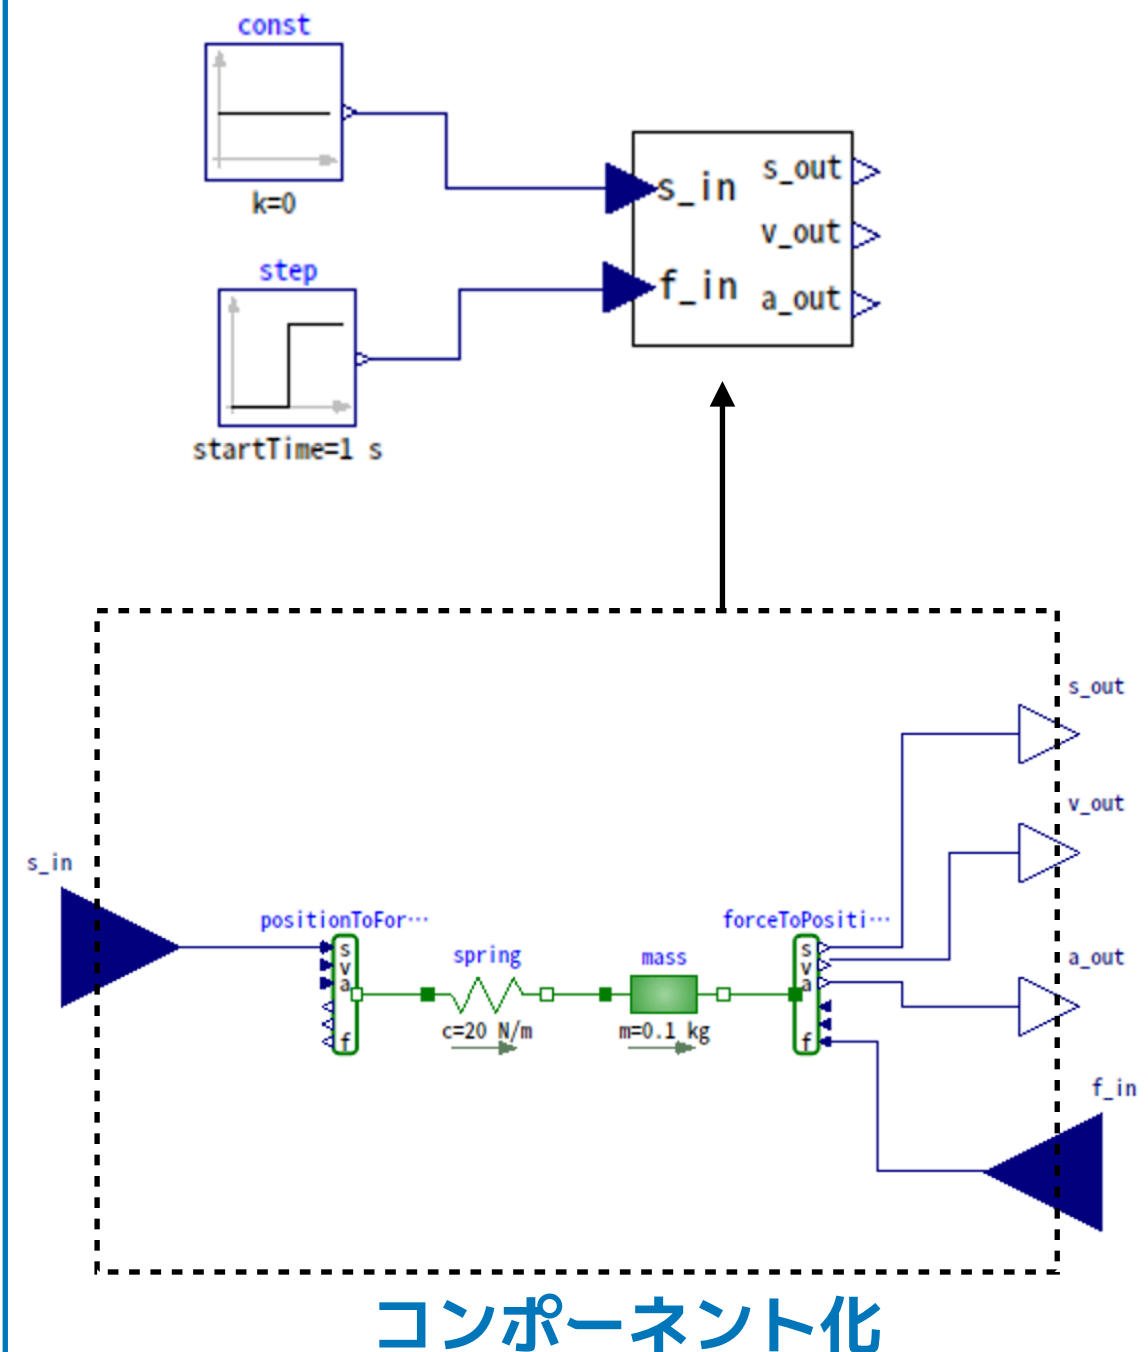 const
k=0
step
startTime=1 s
s_in
f_in
s_out
v_out
a_out
s_out
v_out
s_in
positionToFor…
forceToPositi…
spring
mass
a_out
s
v
a
f
c=20 N/m
m=0.1 kg
s
v
a
f
f_in
コンポーネント化